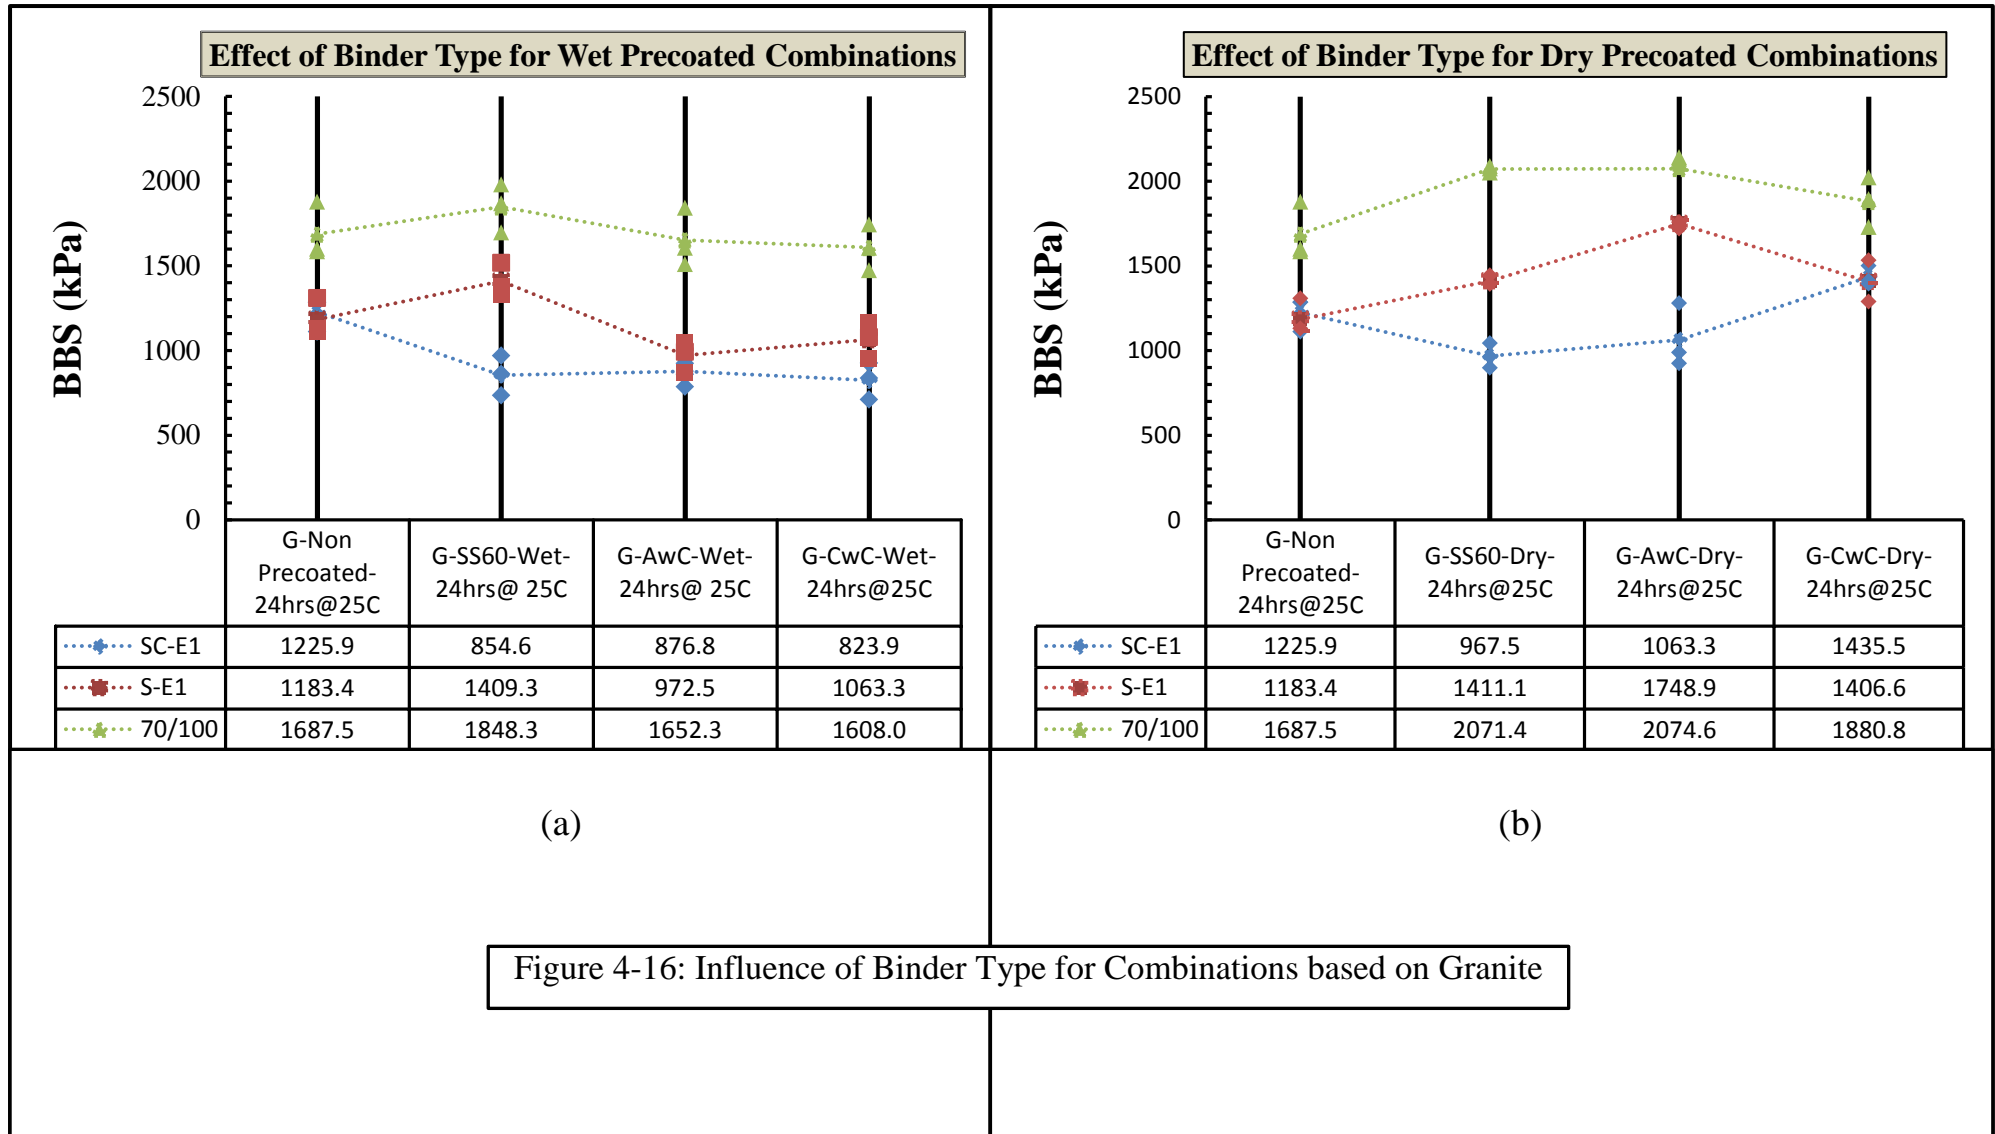 Effect of Binder Type for Wet Precoated Combinations
BBS (kPa)
2500
2000
1500
1000
500
0
G-Non
Precoated-
24hrs@25C
G-SS60-Wet-
24hrs@ 25C
G-AwC-Wet-
24hrs@ 25C
G-CwC-Wet-
24hrs@25C
SC-E1 1225.9 854.6 876.8 823.9
S-E1 1183.4 1409.3 972.5 1063.3
70/100 1687.5 1848.3 1652.3 1608.0
(a)
Effect of Binder Type for Dry Precoated Combinations
BBS (kPa)
2500
2000
1500
1000
500
0
G-Non
Precoated-
24hrs@25C
G-SS60-Dry-
24hrs@25C
G-AwC-Dry-
24hrs@25C
G-CwC-Dry-
24hrs@25C
SC-E1 1225.9 967.5 1063.3 1435.5
S-E1 1183.4 1411.1 1748.9 1406.6
70/100 1687.5 2071.4 2074.6 1880.8
(b)
Figure 4-16: Influence of Binder Type for Combinations based on Granite